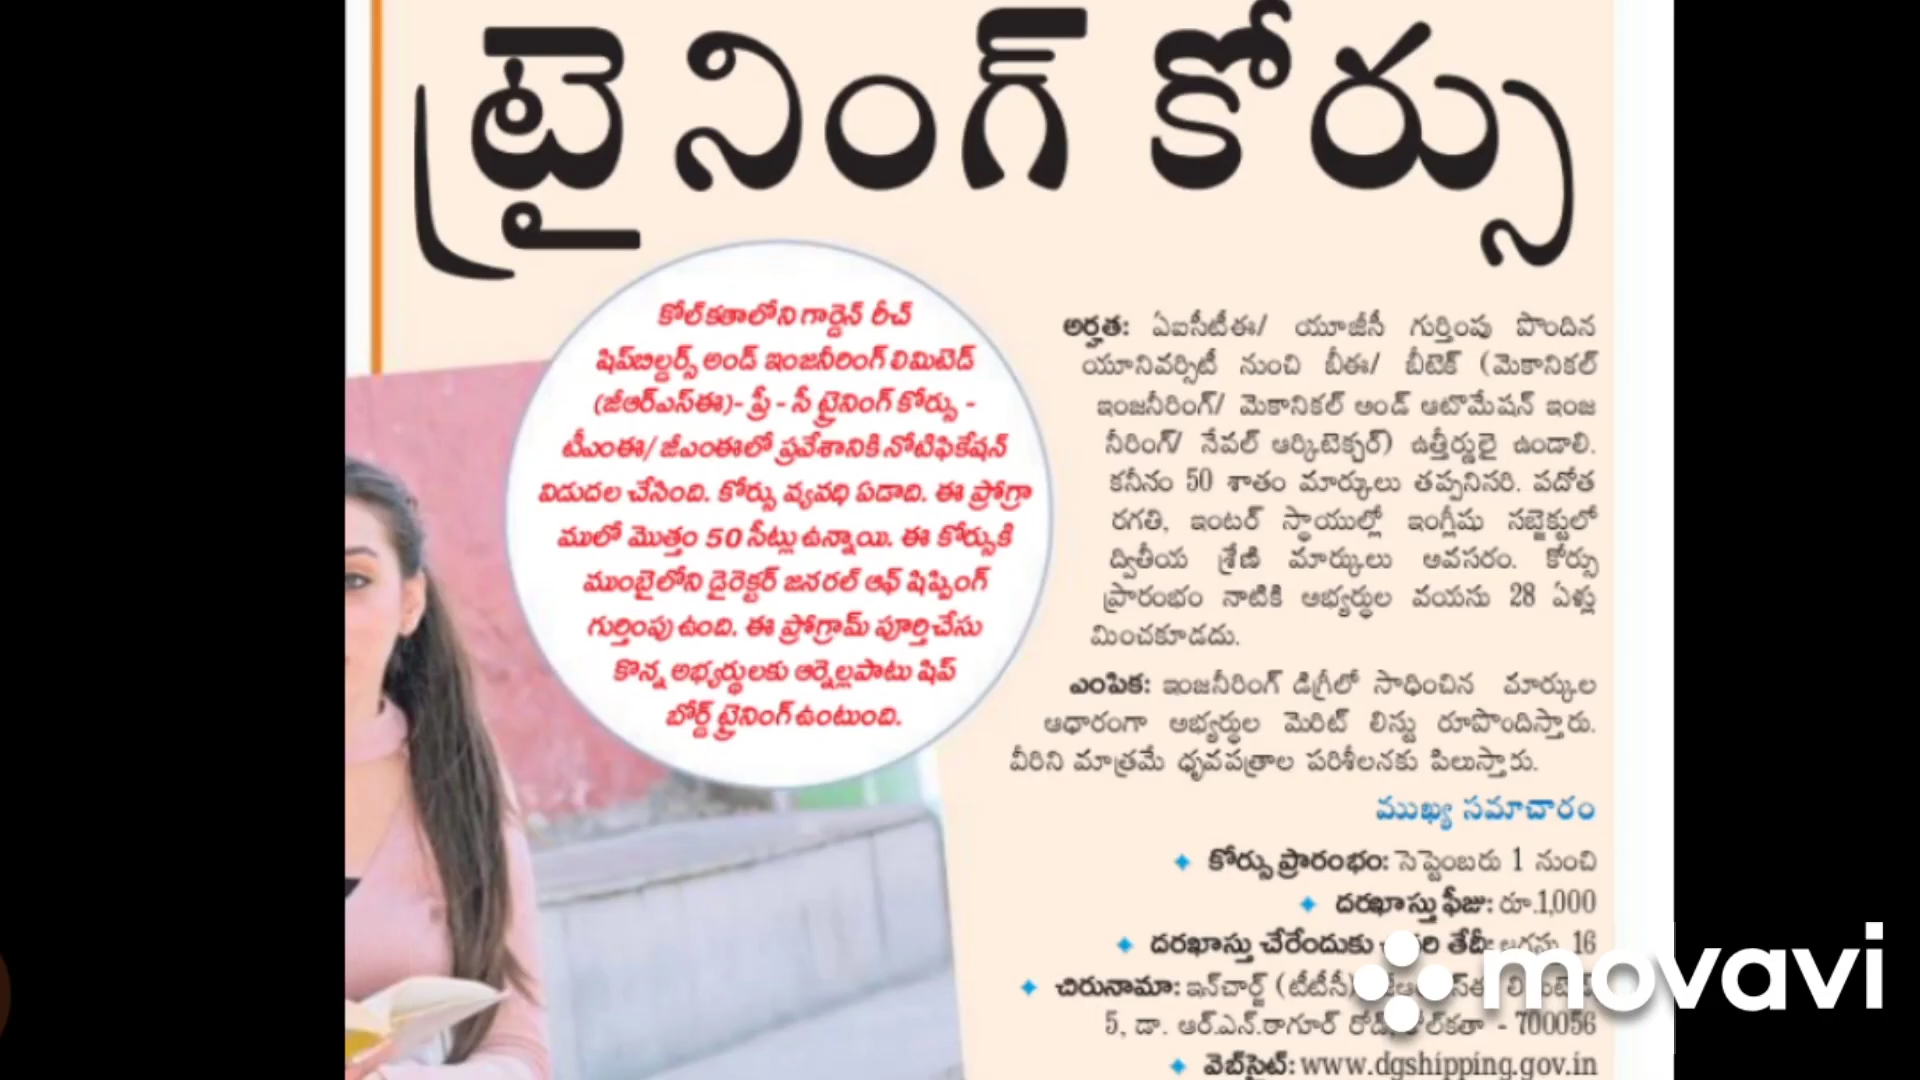 ట్రైనింగ్ కోర్సు
కోల్‌కతాలోని గార్డెన్ రీచ్
షిప్‌బిల్డర్స్ అండ్ ఇంజనీరింగ్ లిమిటెడ్
(జీఆర్‌ఎస్‌ఈ)- ప్రీ - సీ ట్రైనింగ్ కోర్సు -
టీఎంఈ/ జీఎంఈలో ప్రవేశానికి నోటిఫికేషన్
విడుదల చేసింది. కోర్సు వ్యవధి ఏడాది. ఈ ప్రోగ్రా
ములో మొత్తం 50 సీట్లు ఉన్నాయి. ఈ కోర్సుకి
ముంబైలోని డైరెక్టర్ జనరల్ ఆఫ్ షిప్పింగ్
గుర్తింపు ఉంది. ఈ ప్రోగ్రామ్ పూర్తిచేసు
కొన్న అభ్యర్థులకు ఆర్నెల్లపాటు షిప్
బోర్డ్ ట్రైనింగ్ ఉంటుంది.
అర్హత: ఏఐసీటీఈ/ యూజీసీ గుర్తింపు పొందిన
యూనివర్సిటీ నుంచి బీఈ/ బీటెక్ (మెకానికల్
ఇంజనీరింగ్/ మెకానికల్ అండ్ ఆటొమేషన్ ఇంజ
నీరింగ్/ నేవల్ ఆర్కిటెక్చర్) ఉత్తీర్ణులై ఉండాలి.
కనీసం 50 శాతం మార్కులు తప్పనిసరి. పదోత
రగతి, ఇంటర్ స్థాయుల్లో ఇంగ్లీషు సబ్జెక్టులో
ద్వితీయ శ్రేణి మార్కులు అవసరం. కోర్సు
ప్రారంభం నాటికి అభ్యర్థుల వయసు 28 ఏళ్లు
మించకూడదు.
ఎంపిక: ఇంజనీరింగ్ డిగ్రీలో సాధించిన మార్కుల
ఆధారంగా అభ్యర్థుల మెరిట్ లిస్టు రూపొందిస్తారు.
వీరిని మాత్రమే ధృవపత్రాల పరిశీలనకు పిలుస్తారు.
ముఖ్య సమాచారం
కోర్సు ప్రారంభం: సెప్టెంబరు 1 నుంచి
దరఖాస్తు ఫీజు: రూ.1,000
దరఖాస్తు చేరేందుకు తేదీ: 16
చిరునామా: ఇన్‌చార్జ్ (టీటీసీ)
5, డా. ఆర్.ఎన్.ఠాగూర్ రోడ్ - 700056
వెబ్‌సైట్: www.dgshipping.gov.in
movavi